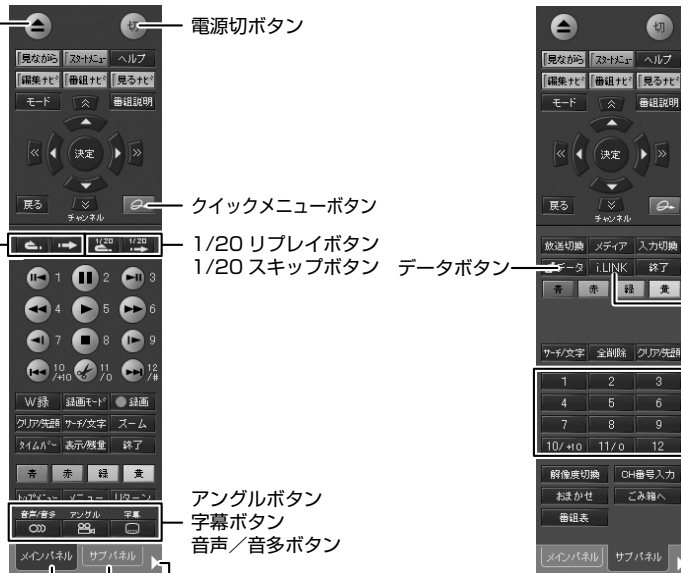 切
電源切ボタン
見ながら スタートメニュー ヘルプ
編集ナビ 番組ナビ 見るナビ
モード 番組説明
決定
戻る
チャンネル
クイックメニューボタン
1/20 1/20
1/20 リプレイボタン
1/20 スキップボタン
1 2 3
4 5 6
7 8 9
10/+10 11/0 12/#
W録 録画モード 録画
クリア/先頭 サーチ/文字 ズーム
タイムバー 表示/残量 終了
青 赤 緑 黄
トップメニュー メニュー リターン
音声/音多 アングル 字幕
アングルボタン
字幕ボタン
音声／音多ボタン
メインパネル サブパネル
切
見ながら スタートメニュー ヘルプ
編集ナビ 番組ナビ 見るナビ
モード 番組説明
決定
戻る
チャンネル
放送切換 メディア 入力切換
データボタン
データ i.LINK 終了
青 赤 緑 黄
サーチ/文字 全削除 クリア/先頭
1 2 3
4 5 6
7 8 9
10/+10 11/0 12
解像度切換 CH番号入力
おまかせ ごみ箱へ
番組表
メインパネル サブパネル